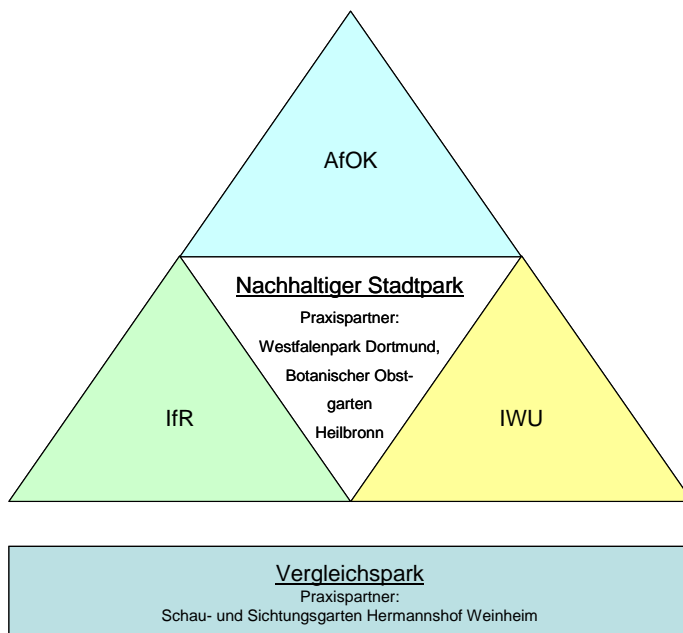 AfOK
Nachhaltiger Stadtpark
Praxispartner:
Westfalenpark Dortmund,
Botanischer Obst-
garten
Heilbronn
IfR
IWU
Vergleichspark
Praxispartner:
Schau- und Sichtungsgarten Hermannshof Weinheim